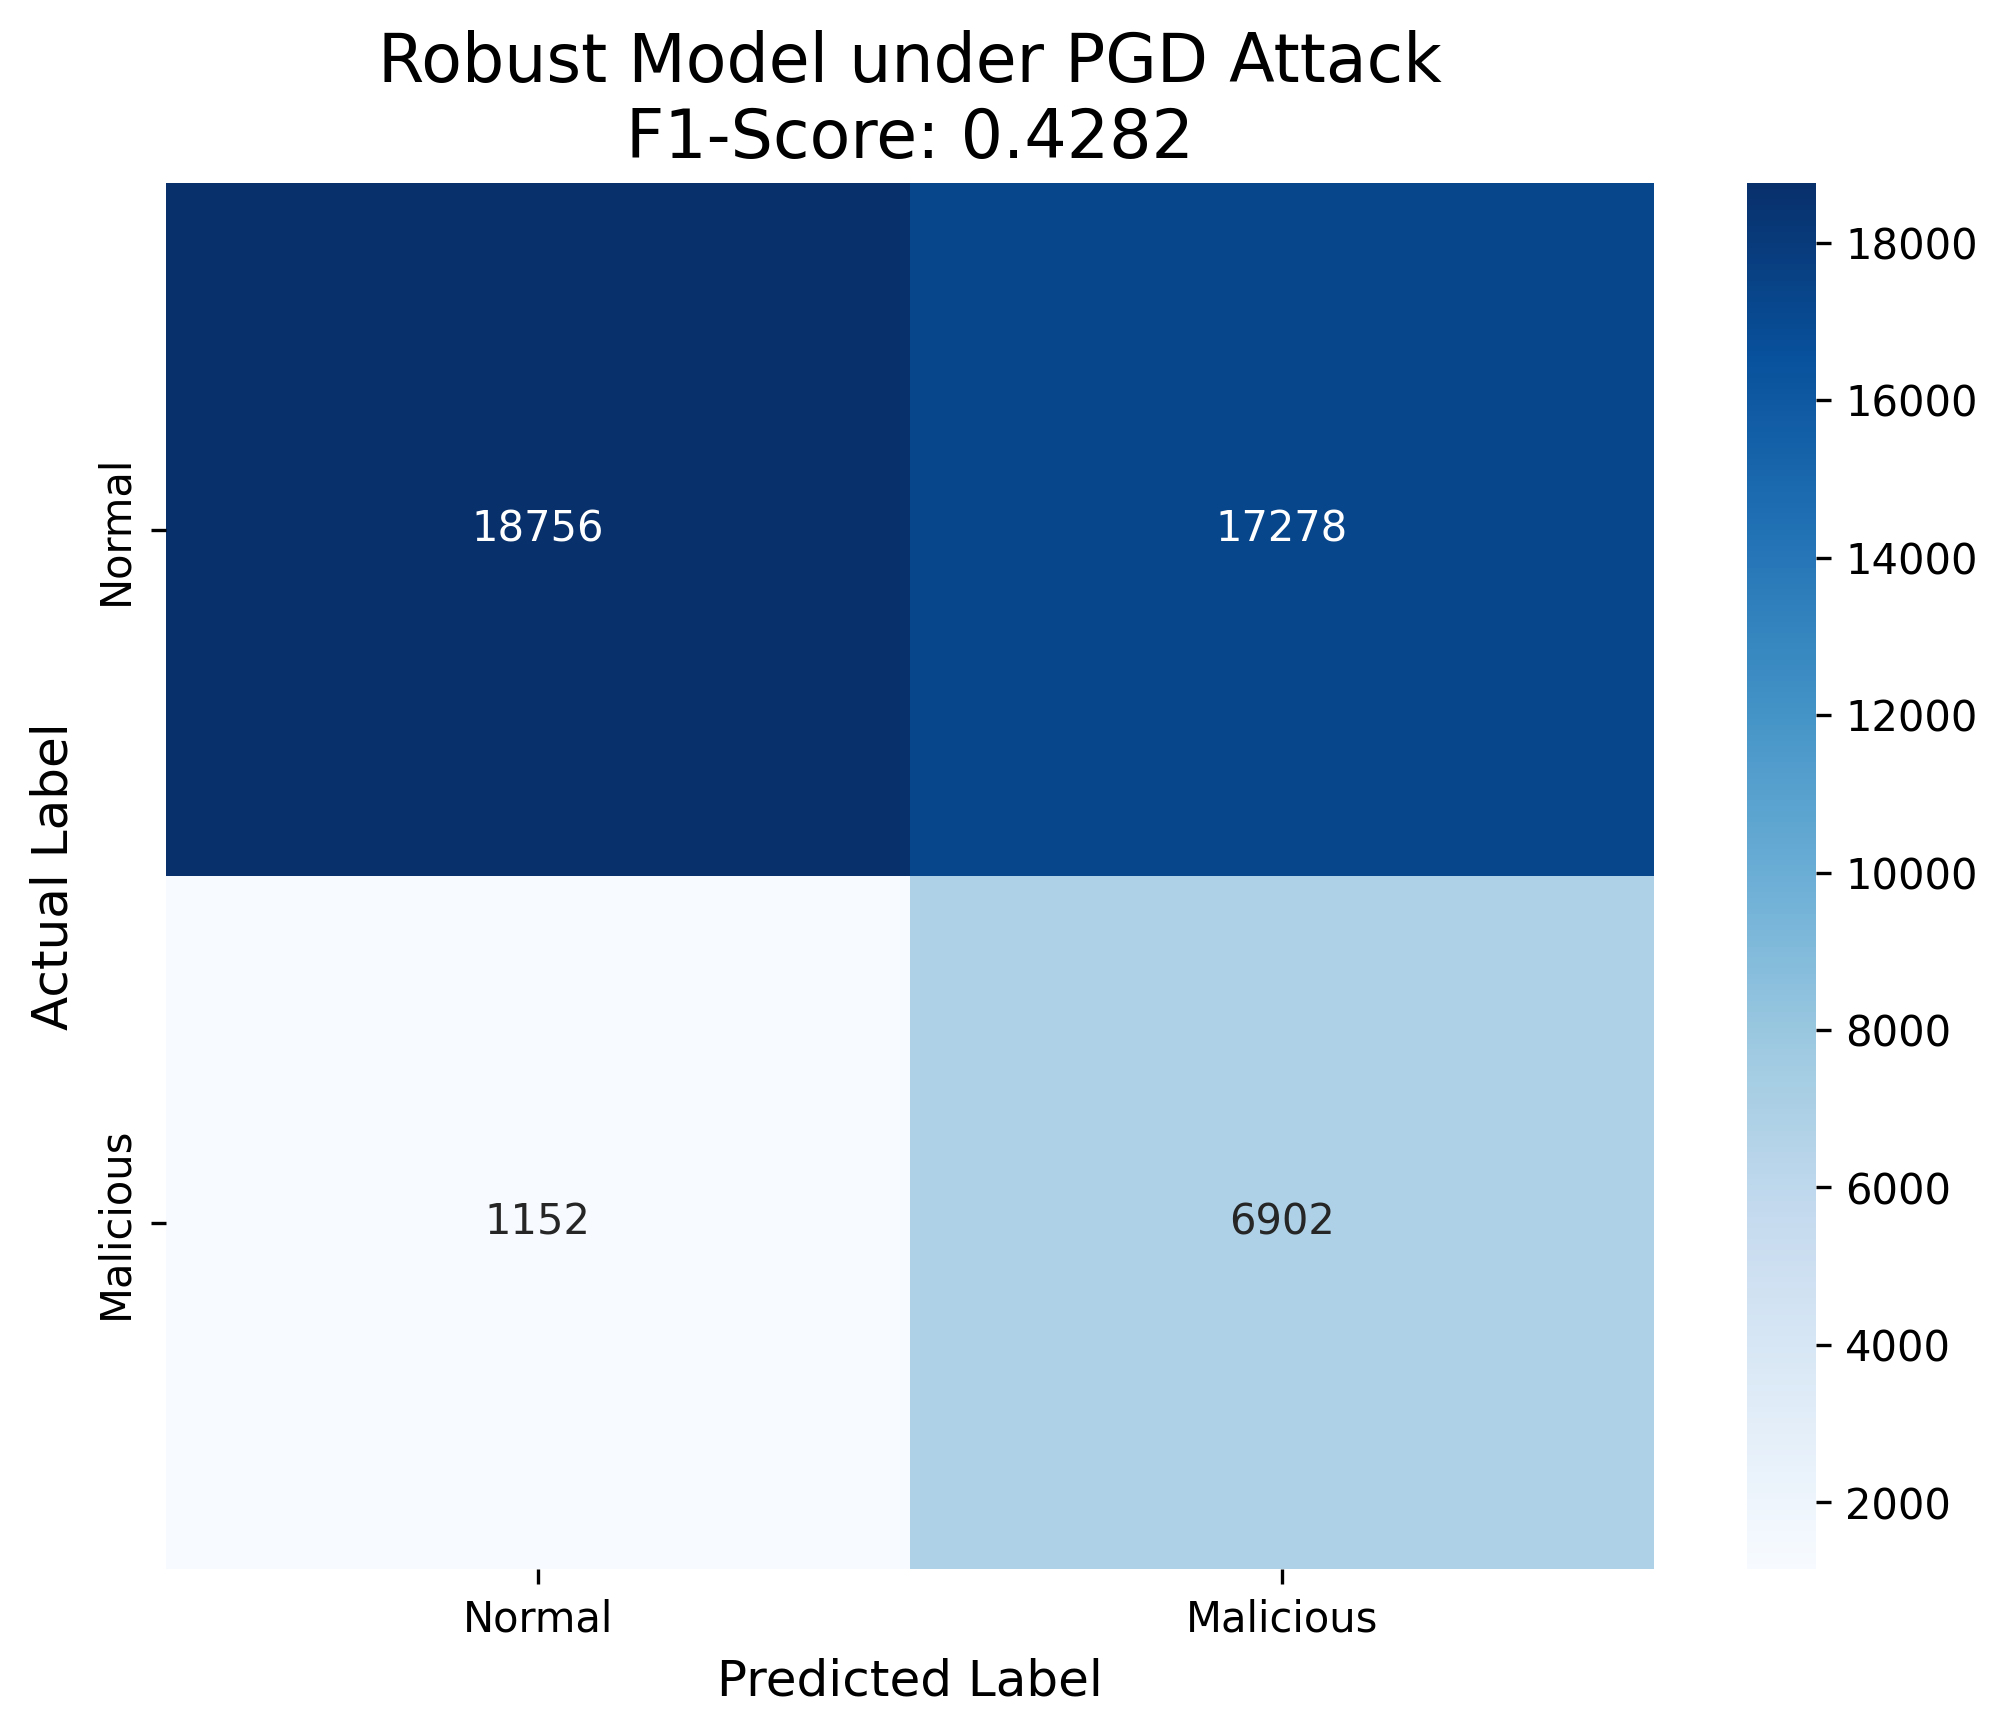 Robust Model under PGD Attack
F1-Score: 0.4282
Actual Label
Normal
Malicious
18756
17278
1152
6902
Normal
Malicious
Predicted Label
18000
16000
14000
12000
10000
8000
6000
4000
2000